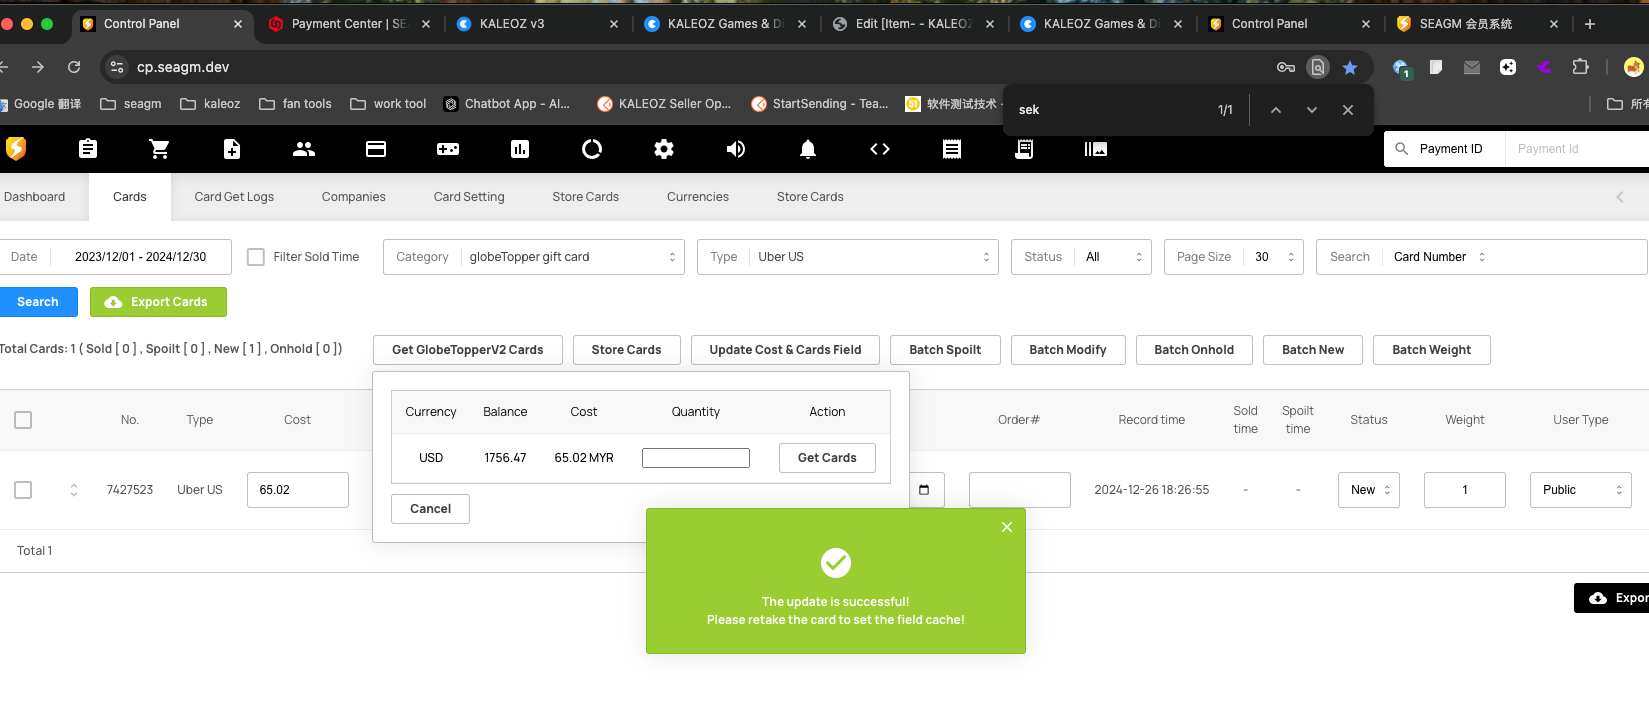 Control Panel
Payment Center | SE
KALEOZ v3
KALEOZ Games & Di
Edit [Item- - KALEOZ
KALEOZ Games & Di
Control Panel
SEAGM 会员系统
cp.seagm.dev
1
Google 翻译
seagm
kaleoz
fan tools
work tool
Chatbot App - AI...
KALEOZ Seller Op...
StartSending - Tea...
软件测试技术 -
所有
sek
1/1
Payment ID
Payment Id
Dashboard
Cards
Card Get Logs
Companies
Card Setting
Store Cards
Currencies
Store Cards
Date
2023/12/01 - 2024/12/30
Filter Sold Time
Category
globeTopper gift card
Type
Uber US
Status
All
Page Size
30
Search
Card Number
Search
Export Cards
Total Cards: 1 ( Sold [ 0 ] , Spoilt [ 0 ] , New [ 1 ] , Onhold [ 0 ])
Get GlobeTopperV2 Cards
Store Cards
Update Cost & Cards Field
Batch Spoilt
Batch Modify
Batch Onhold
Batch New
Batch Weight
No.
Type
Cost
Order#
Record time
Sold time
Spoilt time
Status
Weight
User Type
Currency
Balance
Cost
Quantity
Action
USD
1756.47
65.02 MYR
Get Cards
Cancel
7427523
Uber US
65.02
2024-12-26 18:26:55
-
-
New
1
Public
Total 1
The update is successful!
Please retake the card to set the field cache!
Expor